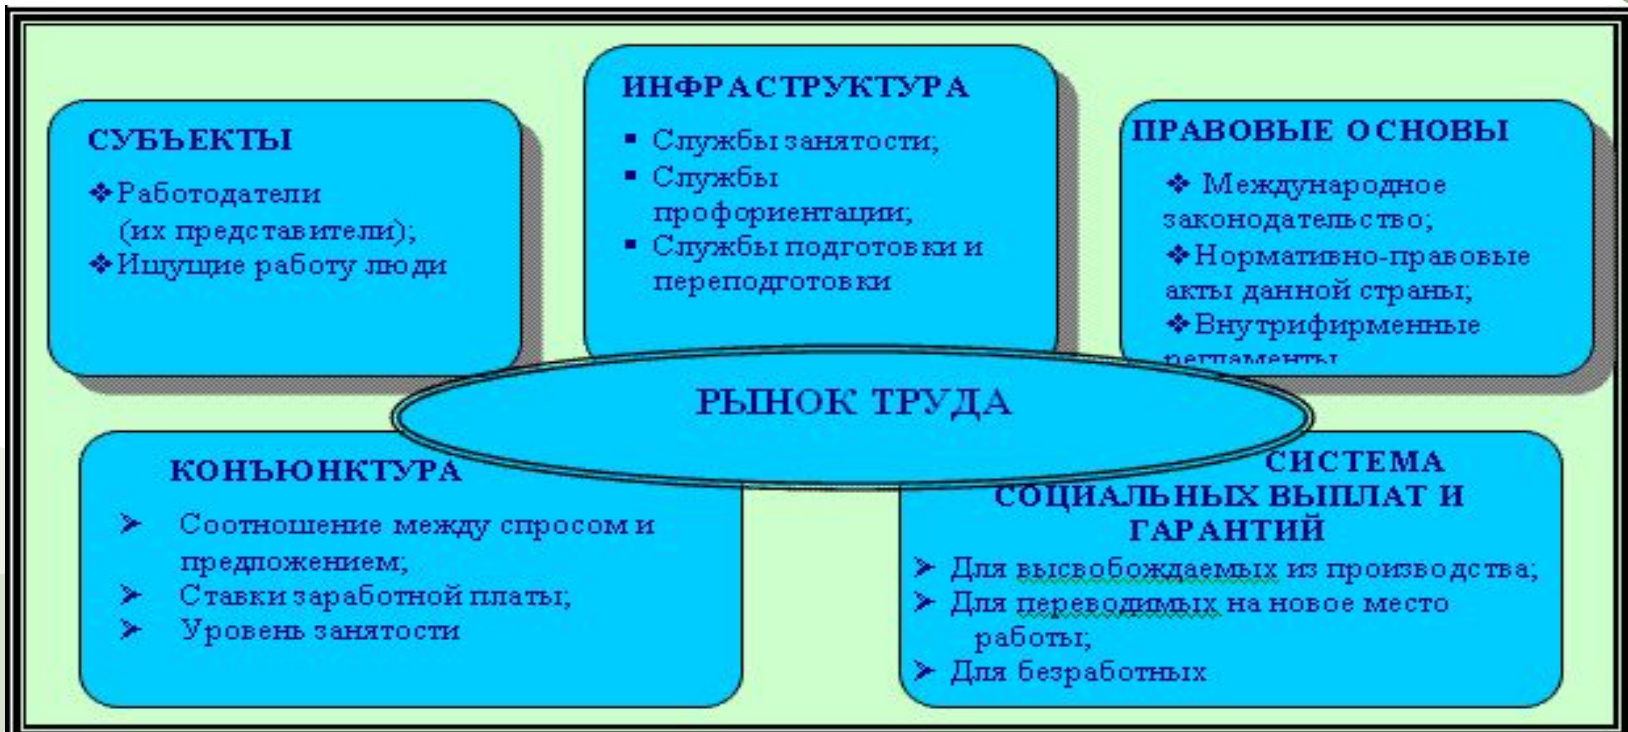 СУБЪЕКТЫ
❖Работодатели
(их представители);
❖Ищущие работу люди
ИНФРАСТРУКТУРА
▪ Службы занятости;
▪ Службы
профориентации;
▪ Службы подготовки и
переподготовки
ПРАВОВЫЕ ОСНОВЫ
❖ Международное
законодательство;
❖Нормативно-правовые
акты данной страны;
❖Внутрифирменные
регламенты
РЫНОК ТРУДА
КОНЪЮНКТУРА
➢ Соотношение между спросом и
предложением;
➢ Ставки заработной платы;
➢ Уровень занятости
СИСТЕМА
СОЦИАЛЬНЫХ ВЫПЛАТ И
ГАРАНТИЙ
➢ Для высвобождаемых из производства;
➢ Для переводимых на новое место
работы;
➢ Для безработных